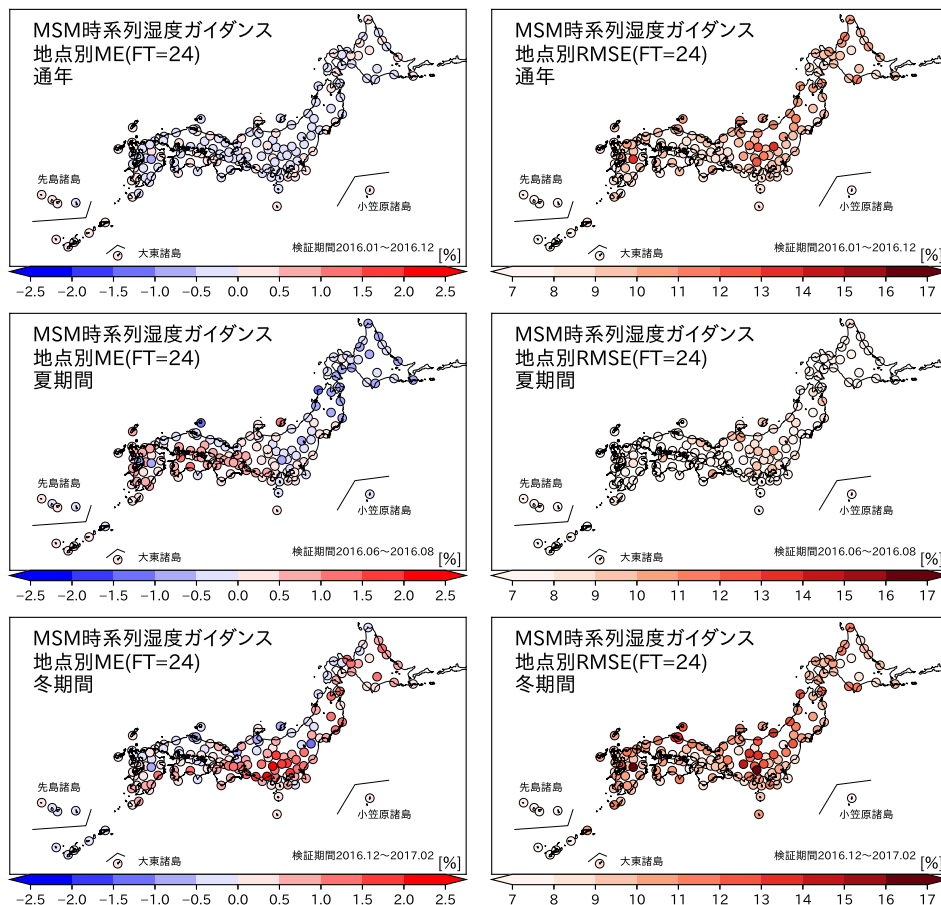 MSM時系列湿度ガイダンス
地点別ME(FT=24)
通年
先島諸島
大東諸島
小笠原諸島
検証期間2016.01〜2016.12
[%]
−2.5 −2.0 −1.5 −1.0 −0.5 0.0 0.5 1.0 1.5 2.0 2.5
MSM時系列湿度ガイダンス
地点別RMSE(FT=24)
通年
先島諸島
大東諸島
小笠原諸島
検証期間2016.01〜2016.12
[%]
7 8 9 10 11 12 13 14 15 16 17
MSM時系列湿度ガイダンス
地点別ME(FT=24)
夏期間
先島諸島
大東諸島
小笠原諸島
検証期間2016.06〜2016.08
[%]
−2.5 −2.0 −1.5 −1.0 −0.5 0.0 0.5 1.0 1.5 2.0 2.5
MSM時系列湿度ガイダンス
地点別RMSE(FT=24)
夏期間
先島諸島
大東諸島
小笠原諸島
検証期間2016.06〜2016.08
[%]
7 8 9 10 11 12 13 14 15 16 17
MSM時系列湿度ガイダンス
地点別ME(FT=24)
冬期間
先島諸島
大東諸島
小笠原諸島
検証期間2016.12〜2017.02
[%]
−2.5 −2.0 −1.5 −1.0 −0.5 0.0 0.5 1.0 1.5 2.0 2.5
MSM時系列湿度ガイダンス
地点別RMSE(FT=24)
冬期間
先島諸島
大東諸島
小笠原諸島
検証期間2016.12〜2017.02
[%]
7 8 9 10 11 12 13 14 15 16 17